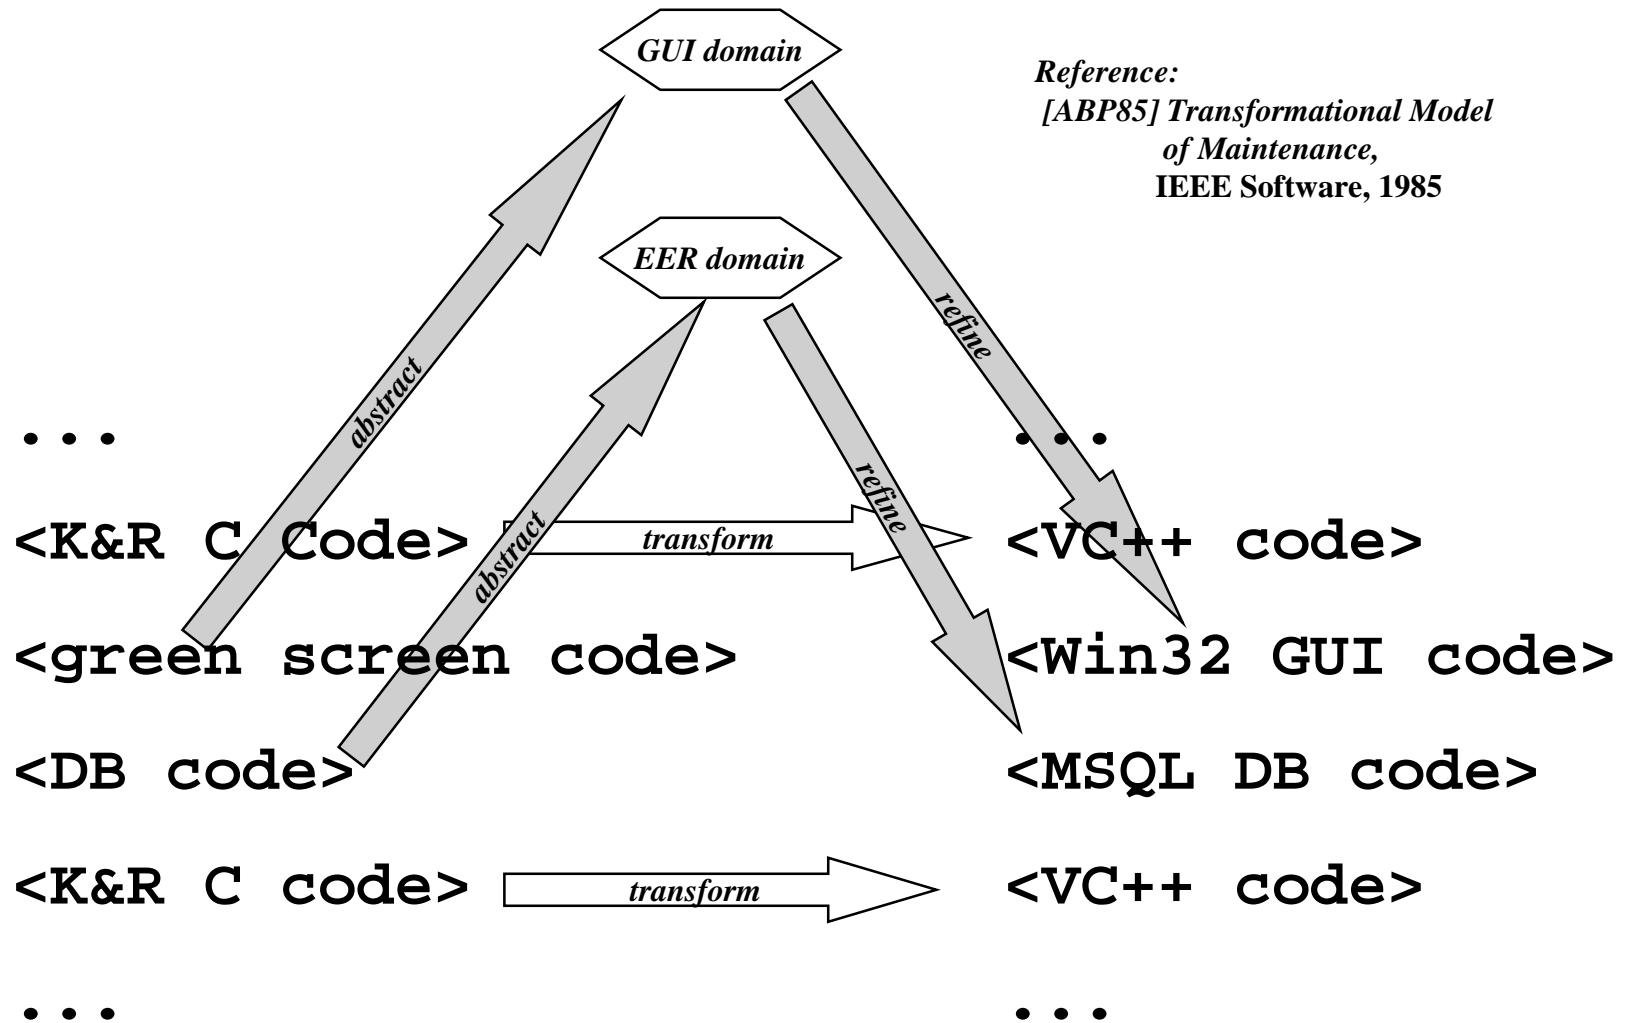 GUI domain
Reference:
[ABP85] Transformational Model
of Maintenance,
IEEE Software, 1985
EER domain
refine
abstract
... ...
refine
<K&R C Code> transform <VC++ code>
abstract
<green screen code> <Win32 GUI code>
<DB code> <MSQL DB code>
<K&R C code> transform <VC++ code>
... ...